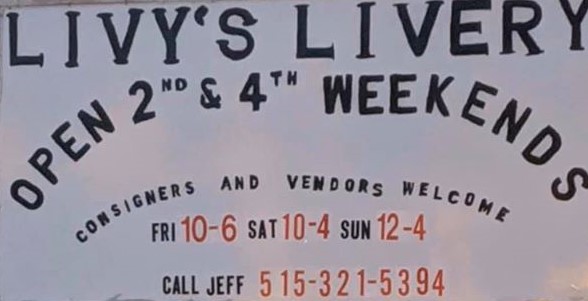 LIVY'S LIVERY
OPEN 2ND & 4TH WEEKENDS
CONSIGNERS AND VENDORS WELCOME
FRI 10-6 SAT 10-4 SUN 12-4
CALL JEFF 515-321-5394